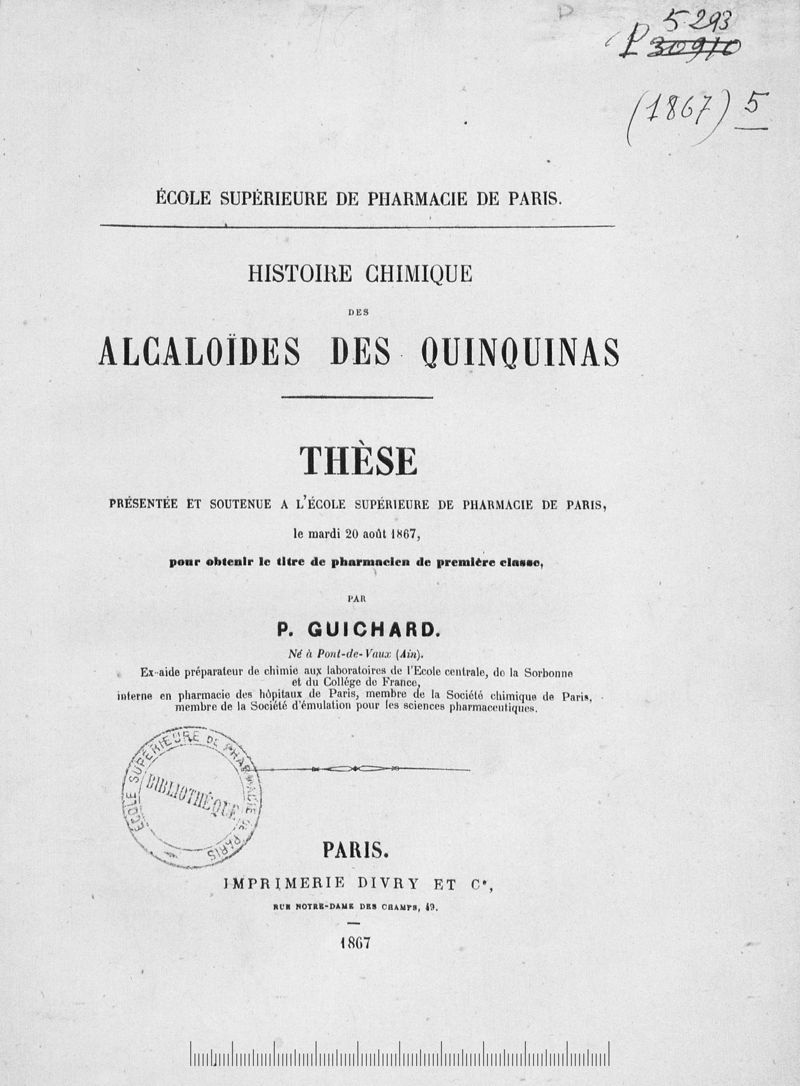 5293
P 30910
(1867) 5
ÉCOLE SUPÉRIEURE DE PHARMACIE DE PARIS.
HISTOIRE CHIMIQUE
DES
ALCALOÏDES DES QUINQUINAS
THÈSE
PRÉSENTÉE ET SOUTENUE A L'ÉCOLE SUPÉRIEURE DE PHARMACIE DE PARIS,
le mardi 20 août 1867,
pour obtenir le titre de pharmacien de première classe,
PAR
P. GUICHARD.
Né à Pont-de-Vaux (Ain).
Ex-aide préparateur de chimie aux laboratoires de l'Ecole centrale, de la Sorbonne
et du Collége de France,
interne en pharmacie des hôpitaux de Paris, membre de la Société chimique de Paris,
membre de la Société d'émulation pour les sciences pharmaceutiques.
ÉCOLE SUPÉRIEURE DE PHARMACIE DE PARIS
BIBLIOTHÈQUE
PARIS.
IMPRIMERIE DIVRY ET Cᵉ,
RUE NOTRE-DAME DES CHAMPS, 49.
1867